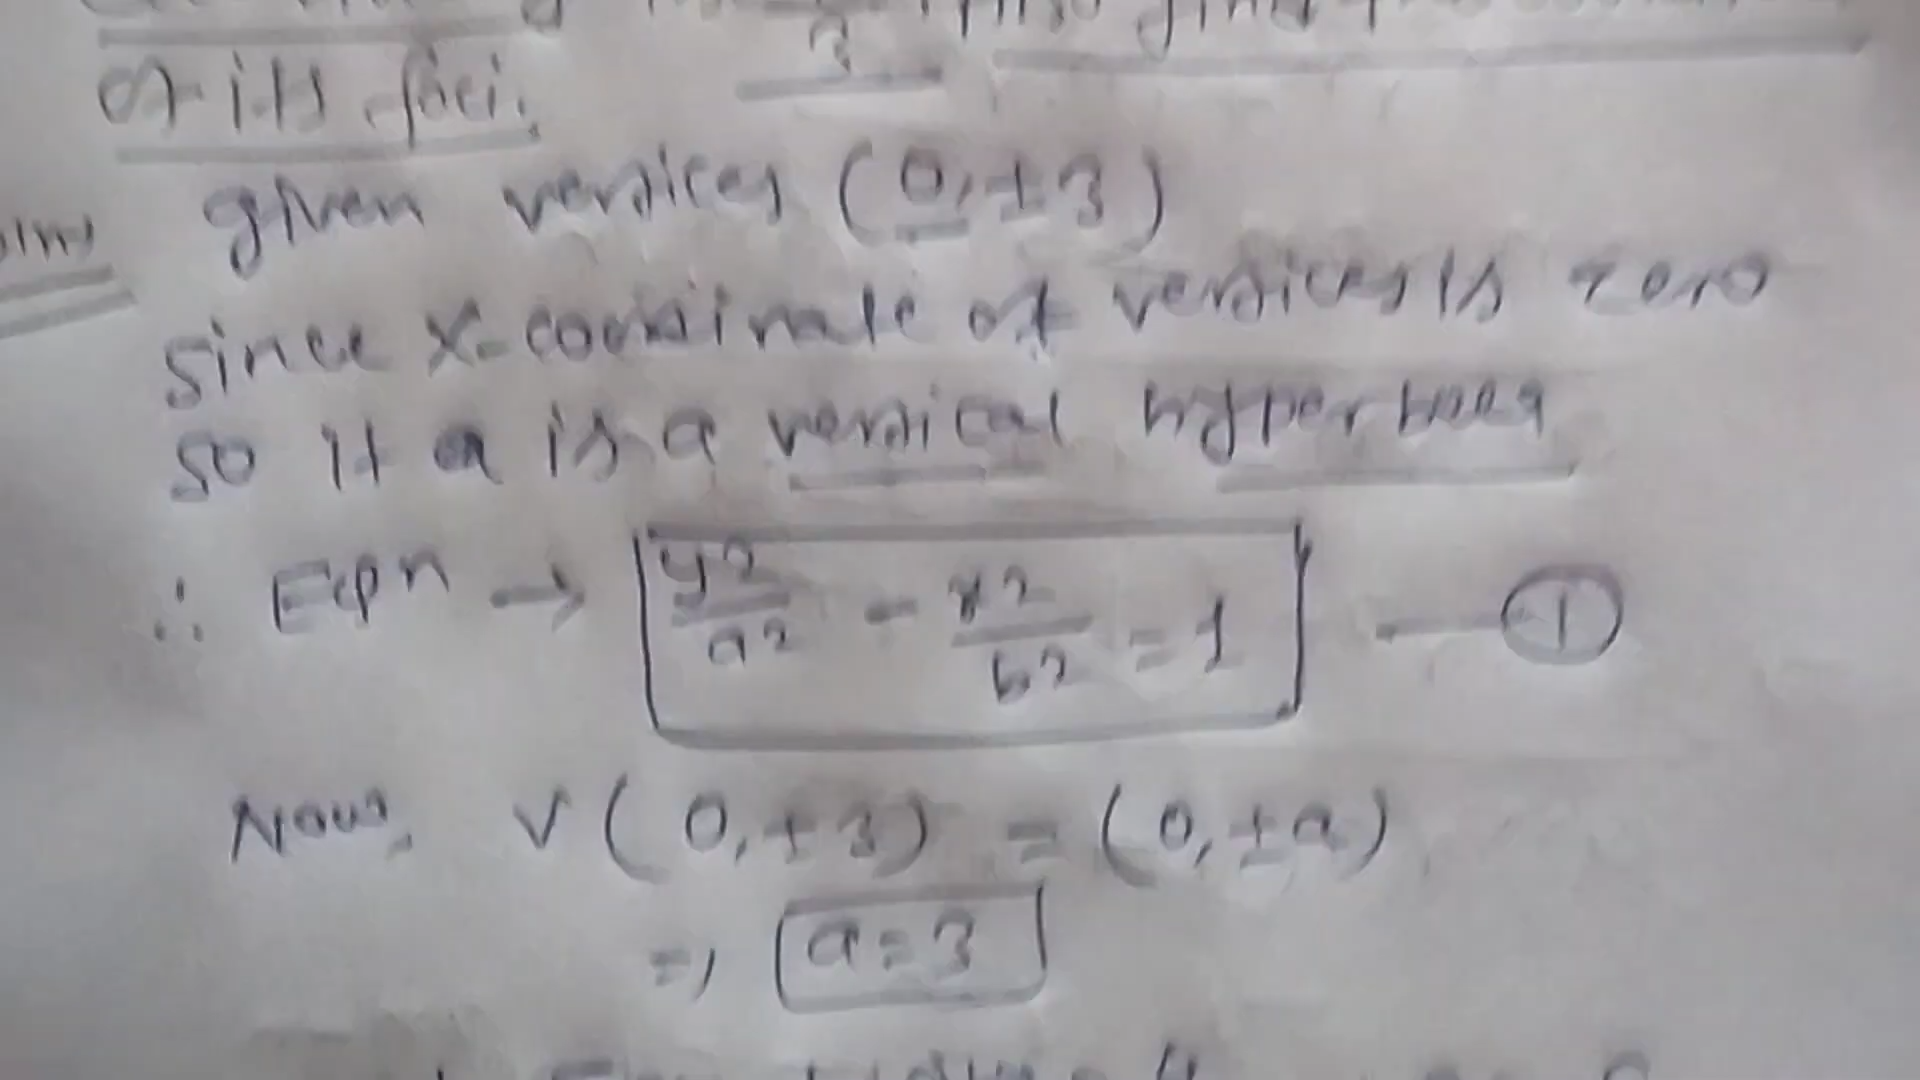 3
of its foci.
given vertices (0, ±3)
since x-coordinate of vertices is zero
so it a is a vertical hyperbola
∴ Eqn → y2/a2 - x2/b2 = 1 — 1
Now, V(0, ±3) = (0, ±a)
=> a = 3